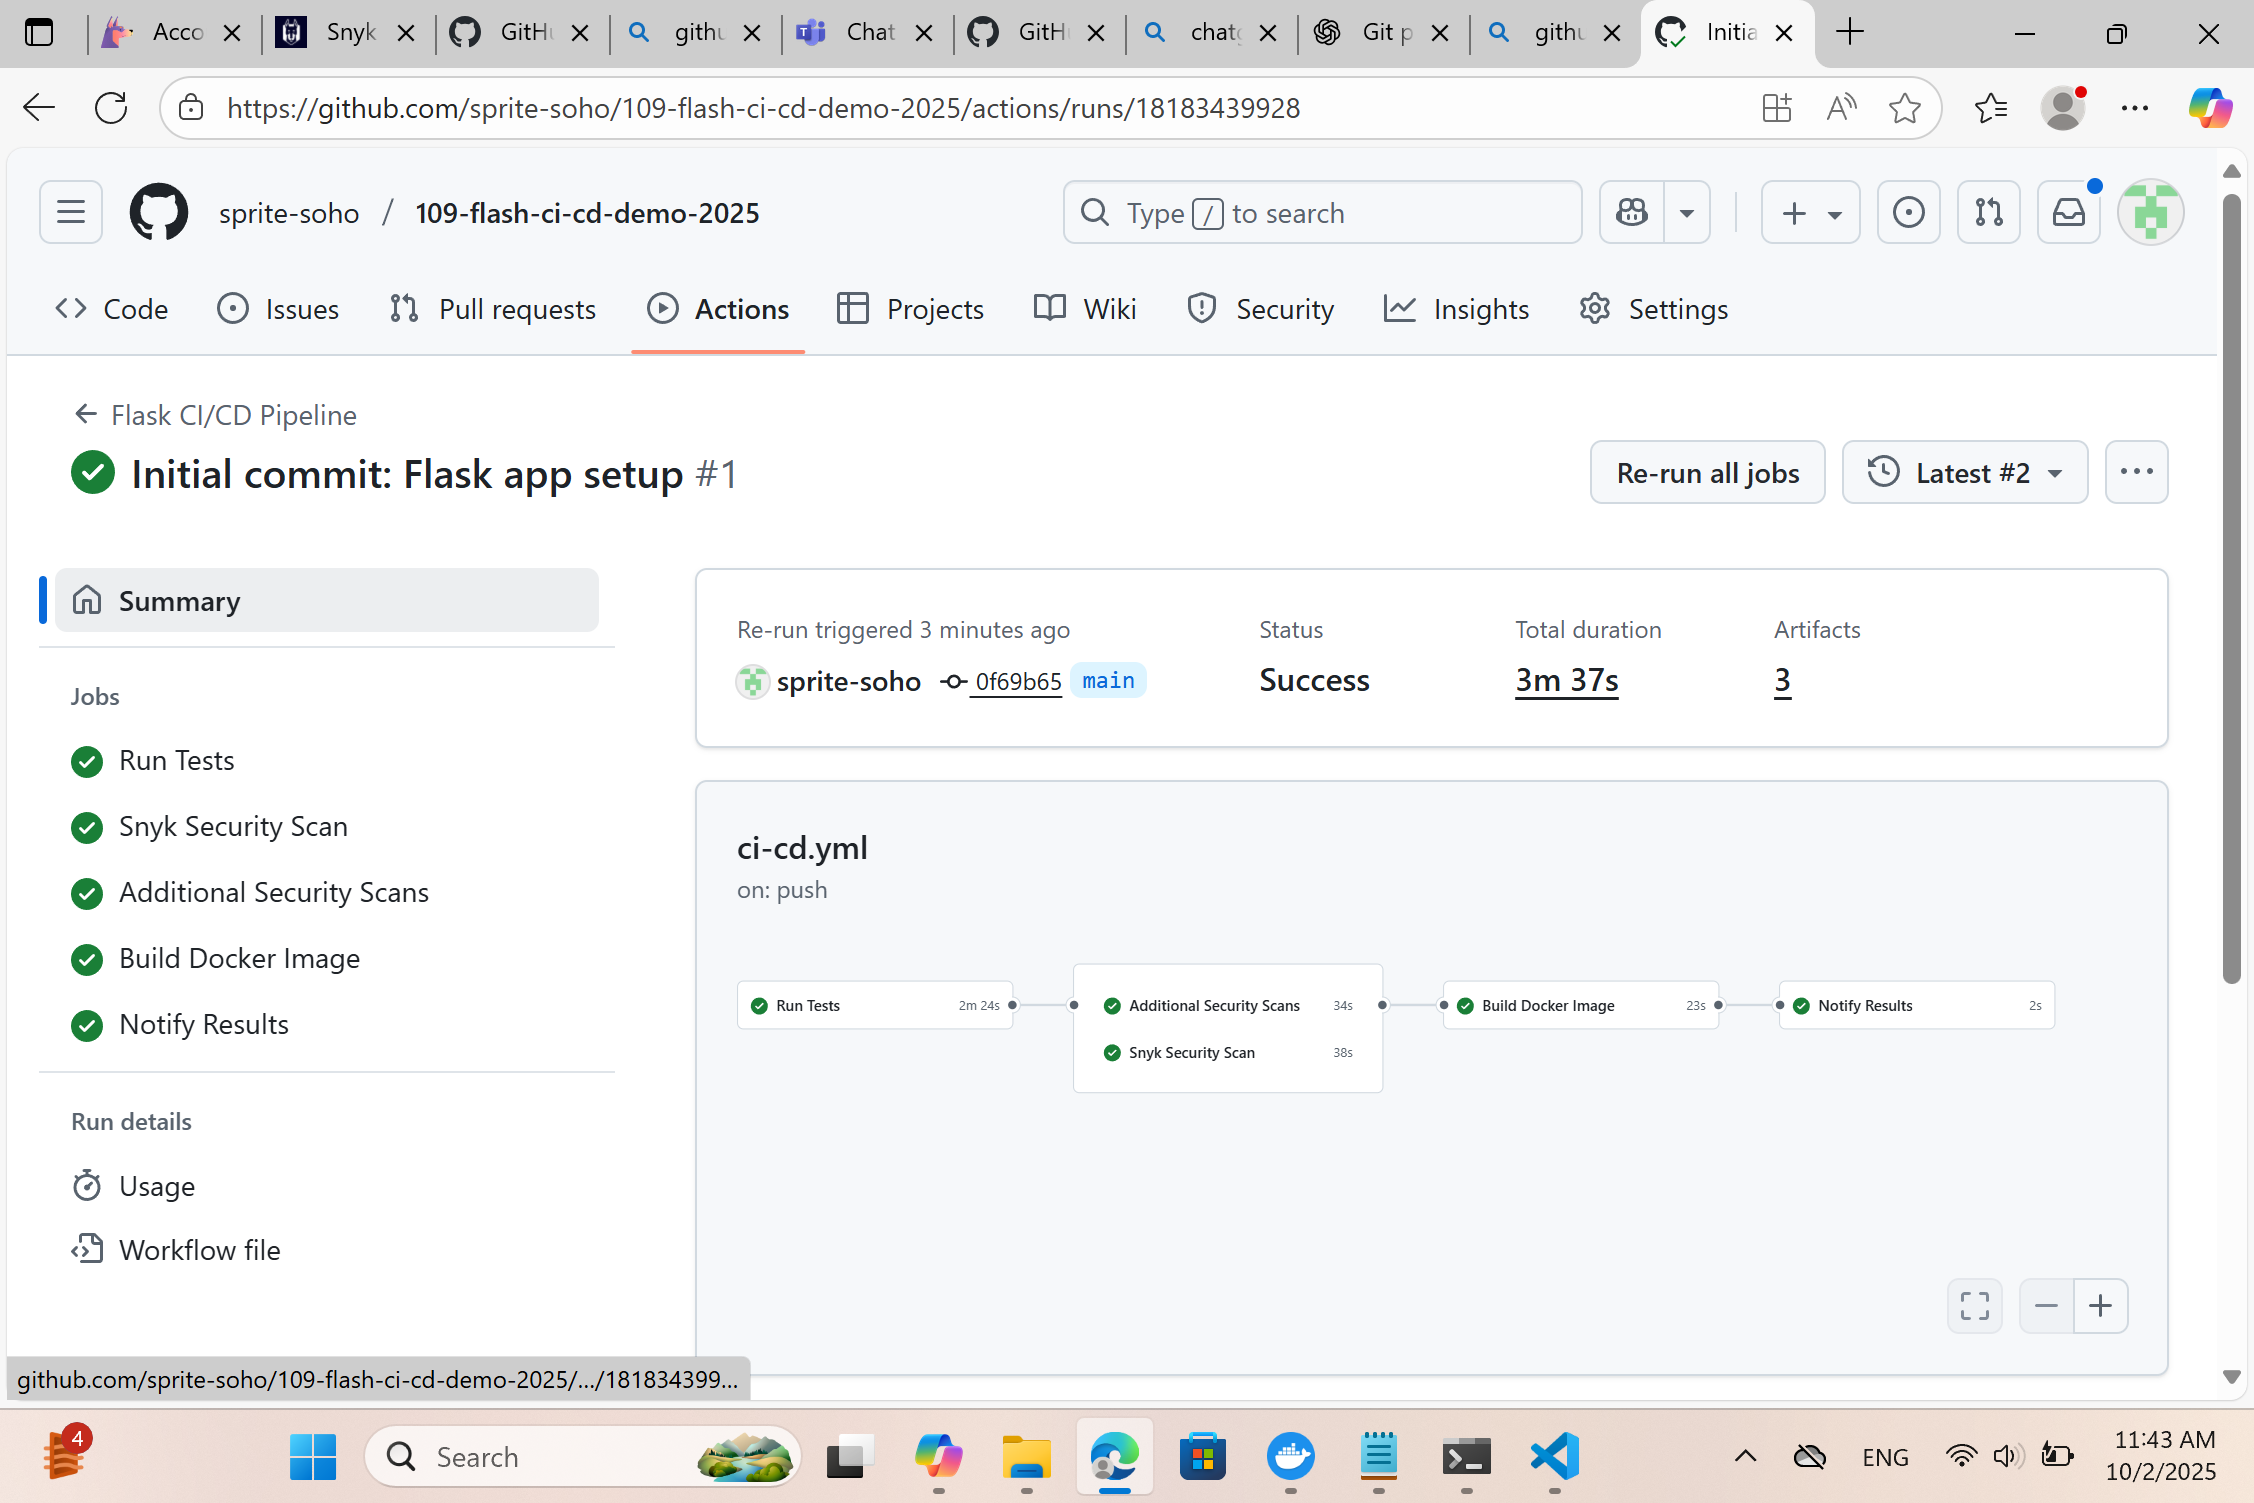 Acco
Snyk
GitHu
githu
Chat
GitH
chatg
Git p
githu
Initia
https://github.com/sprite-soho/109-flash-ci-cd-demo-2025/actions/runs/18183439928
sprite-soho / 109-flash-ci-cd-demo-2025
Type / to search
Code
Issues
Pull requests
Actions
Projects
Wiki
Security
Insights
Settings
← Flask CI/CD Pipeline
Initial commit: Flask app setup #1
Re-run all jobs
Latest #2
Summary
Jobs
Run Tests
Snyk Security Scan
Additional Security Scans
Build Docker Image
Notify Results
Run details
Usage
Workflow file
Re-run triggered 3 minutes ago
sprite-soho 0f69b65 main
Status
Success
Total duration
3m 37s
Artifacts
3
ci-cd.yml
on: push
Run Tests 2m 24s
Additional Security Scans 34s
Snyk Security Scan 38s
Build Docker Image 23s
Notify Results 2s
github.com/sprite-soho/109-flash-ci-cd-demo-2025/.../181834399...
4
Search
ENG
11:43 AM
10/2/2025